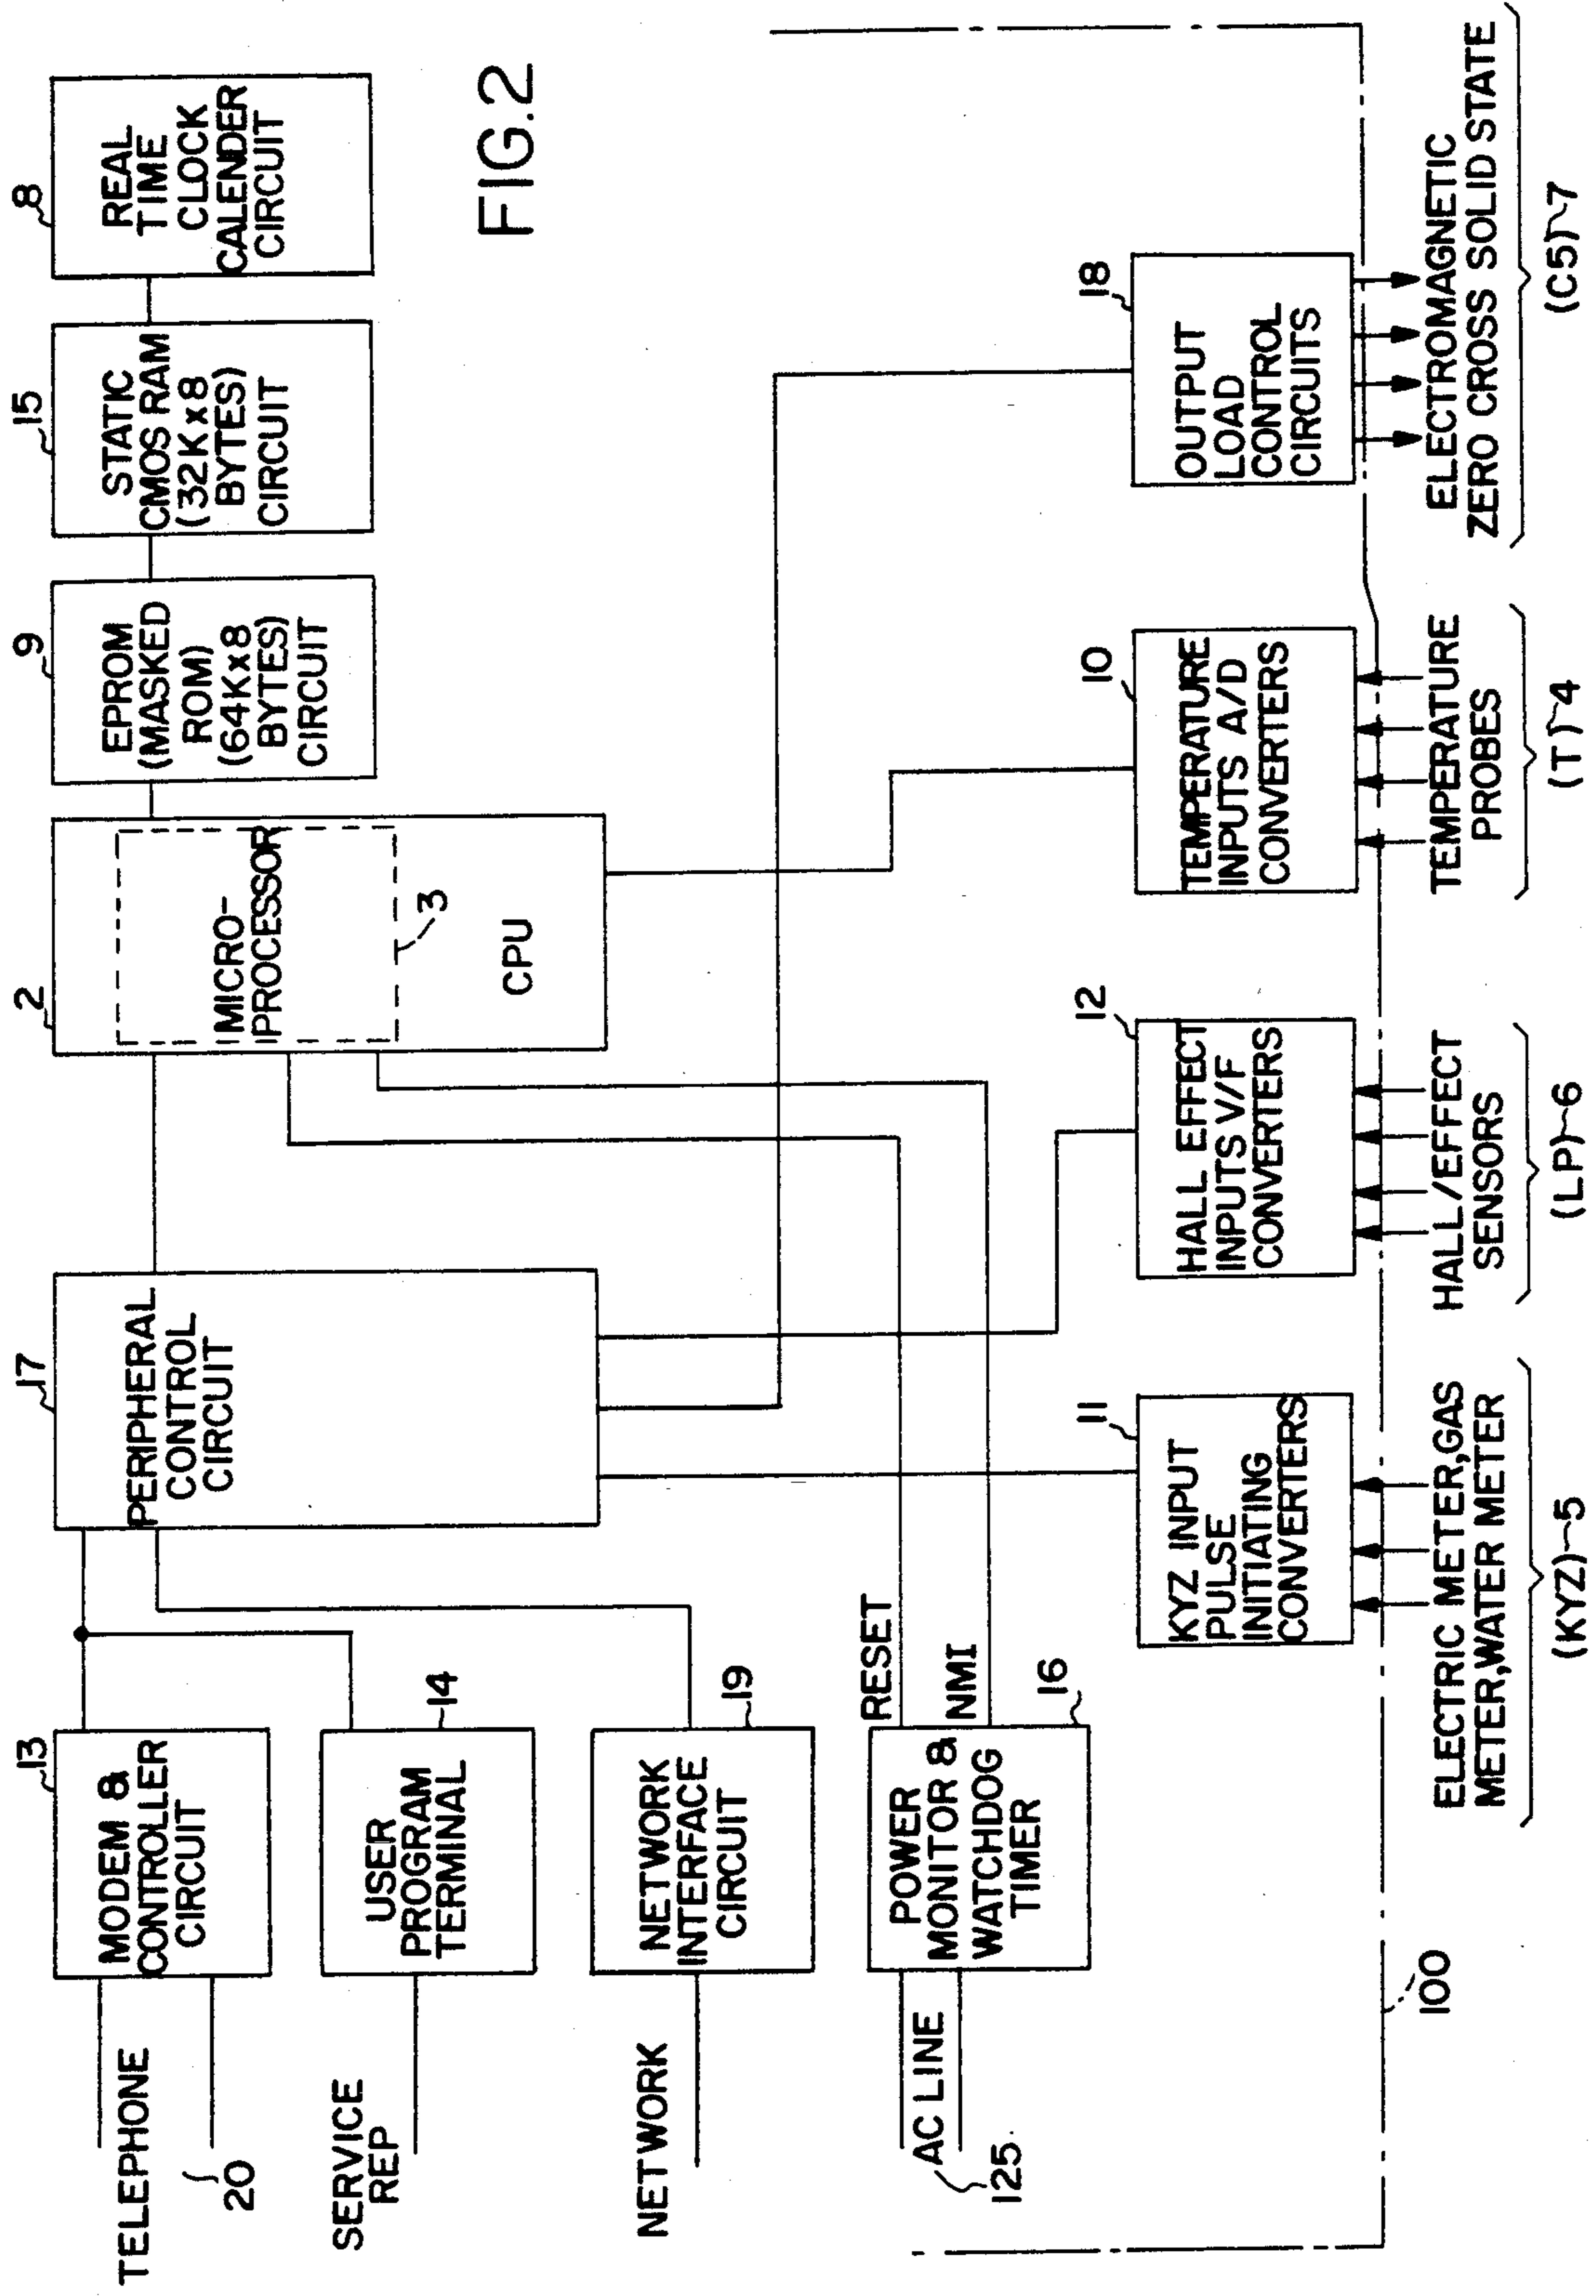 TELEPHONE
20
13
MODEM &
CONTROLLER
CIRCUIT
17
PERIPHERAL
CONTROL
CIRCUIT
2
MICRO-
PROCESSOR
3
CPU
9
EPROM
(MASKED
ROM)
(64K x 8
BYTES)
CIRCUIT
15
STATIC
CMOS RAM
(32K x 8
BYTES)
CIRCUIT
8
REAL
TIME
CLOCK
CALENDER
CIRCUIT
SERVICE
REP
14
USER
PROGRAM
TERMINAL
FIG.2
NETWORK
19
NETWORK
INTERFACE
CIRCUIT
AC LINE
125
POWER
MONITOR &
WATCHDOG
TIMER
RESET
NMI
16
11
KYZ INPUT
PULSE
INITIATING
CONVERTERS
12
HALL EFFECT
INPUTS V/F
CONVERTERS
10
TEMPERATURE
INPUTS A/D
CONVERTERS
18
OUTPUT
LOAD
CONTROL
CIRCUITS
100
ELECTRIC METER,GAS
METER,WATER METER
(KYZ) 5
HALL/EFFECT
SENSORS
(LP) 6
TEMPERATURE
PROBES
(T) 4
ELECTROMAGNETIC
ZERO CROSS SOLID STATE
(C5) 7